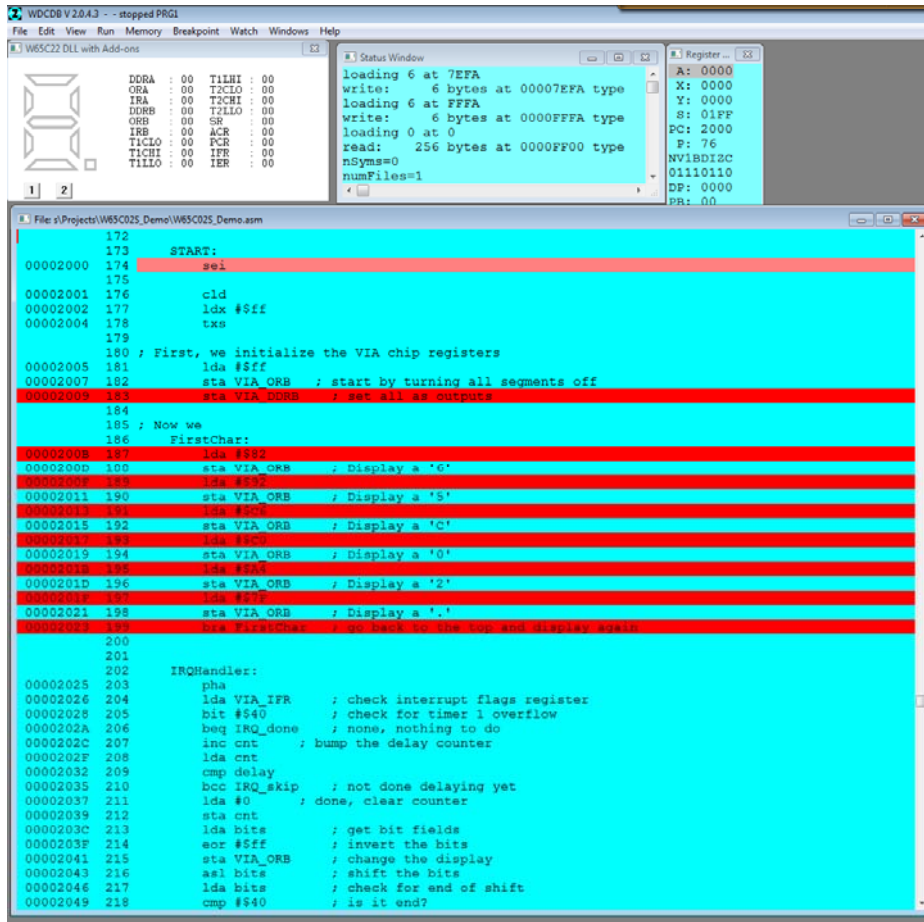 WDCDB V 2.0.4.3 - - stopped PRG1
File Edit View Run Memory Breakpoint Watch Windows Help
W65C22 DLL with Add-ons
DDRA : 00 T1LHI : 00
ORA : 00 T2CLO : 00
IRA : 00 T2CHI : 00
DDRB : 00 T2LLO : 00
ORB : 00 SR : 00
IRB : 00 ACR : 00
T1CLO : 00 PCR : 00
T1CHI : 00 IFR : 00
T1LLO : 00 IER : 00
1 2
Status Window
loading 6 at 7EFA
write: 6 bytes at 00007EFA type
loading 6 at FFFA
write: 6 bytes at 0000FFFA type
loading 0 at 0
read: 256 bytes at 0000FF00 type
nSyms=0
numFiles=1
Register ...
A: 0000
X: 0000
Y: 0000
S: 01FF
PC: 2000
P: 76
NV1BDIZC
01110110
DP: 0000
PB: 00
File: s\Projects\W65C02S_Demo\W65C02S_Demo.asm
172
173 START:
00002000 174 sei
175
00002001 176 cld
00002002 177 ldx #$ff
00002004 178 txs
179
180 ; First, we initialize the VIA chip registers
00002005 181 lda #$ff
00002007 182 sta VIA_ORB ; start by turning all segments off
00002009 183 sta VIA_DDRB ; set all as outputs
184
185 ; Now we
186 FirstChar:
0000200B 187 lda #$82
0000200D 188 sta VIA_ORB ; Display a '6'
0000200F 189 lda #$92
00002011 190 sta VIA_ORB ; Display a '5'
00002013 191 lda #$C6
00002015 192 sta VIA_ORB ; Display a 'C'
00002017 193 lda #$C0
00002019 194 sta VIA_ORB ; Display a '0'
0000201B 195 lda #$A4
0000201D 196 sta VIA_ORB ; Display a '2'
0000201F 197 lda #$7F
00002021 198 sta VIA_ORB ; Display a '.'
00002023 199 bra FirstChar ; go back to the top and display again
200
201
202 IRQHandler:
00002025 203 pha
00002026 204 lda VIA_IFR ; check interrupt flags register
00002028 205 bit #$40 ; check for timer 1 overflow
0000202A 206 beq IRQ_done ; none, nothing to do
0000202C 207 inc cnt ; bump the delay counter
0000202F 208 lda cnt
00002032 209 cmp delay
00002035 210 bcc IRQ_skip ; not done delaying yet
00002037 211 lda #0 ; done, clear counter
00002039 212 sta cnt
0000203C 213 lda bits ; get bit fields
0000203F 214 eor #$ff ; invert the bits
00002041 215 sta VIA_ORB ; change the display
00002043 216 asl bits ; shift the bits
00002046 217 lda bits ; check for end of shift
00002049 218 cmp #$40 ; is it end?